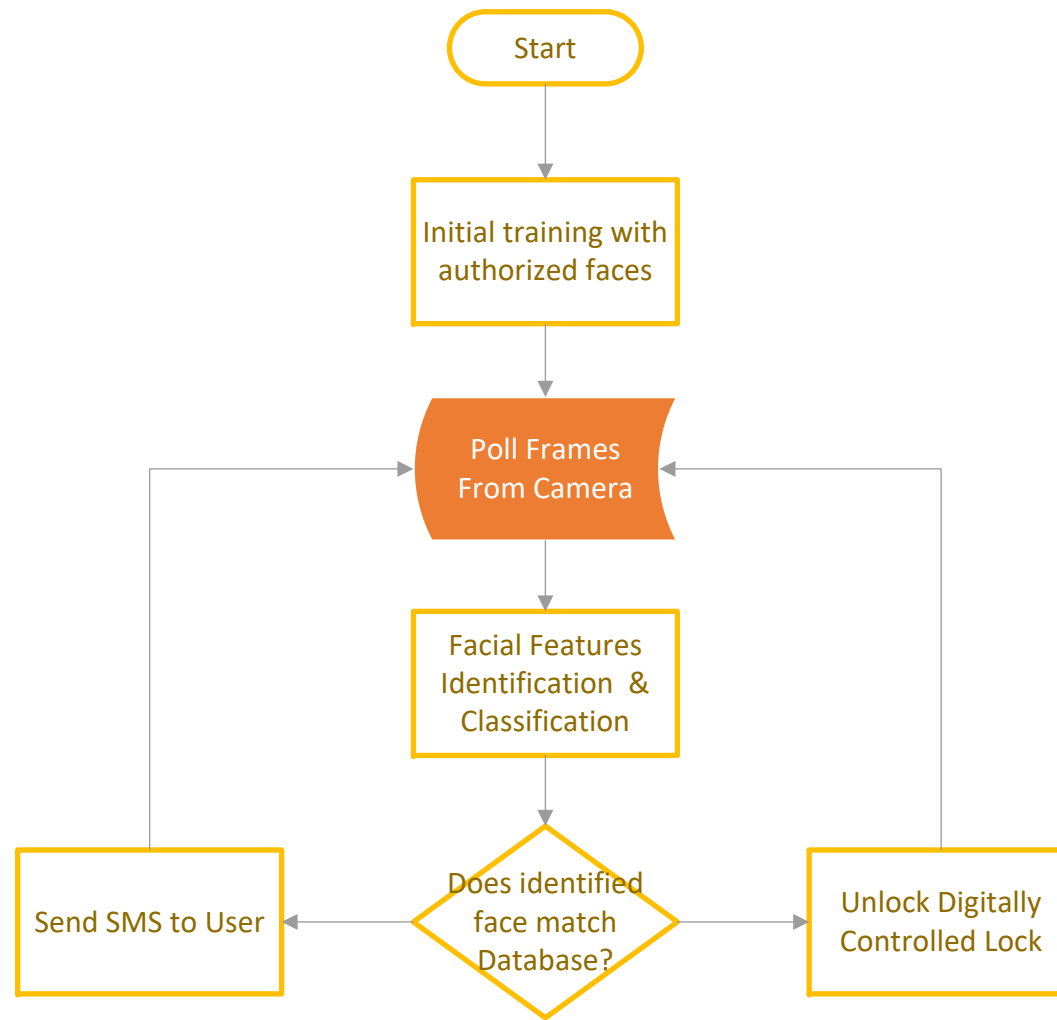 Start
Initial training with
authorized faces
Poll Frames
From Camera
Facial Features
Identification  &
Classification
Does identified
face match
Database?
Send SMS to User
Unlock Digitally
Controlled Lock